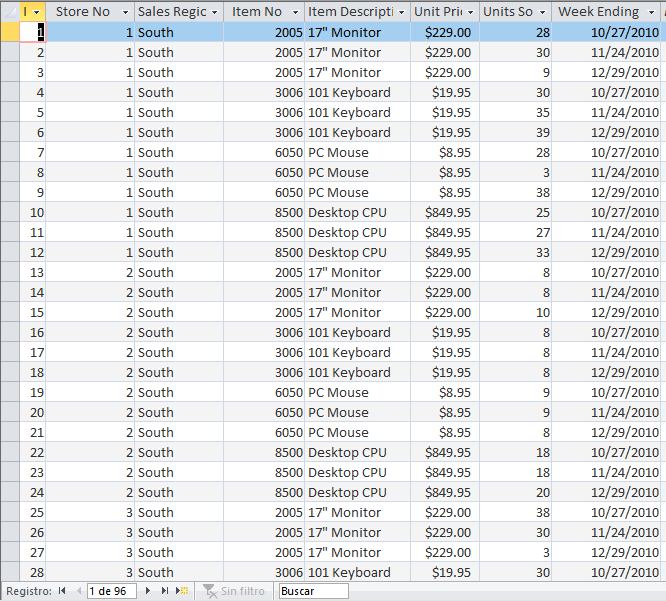 I Store No Sales Regic Item No Item Descripti Unit Pri Units So Week Ending
1 1 South 2005 17" Monitor $229.00 28 10/27/2010
2 1 South 2005 17" Monitor $229.00 30 11/24/2010
3 1 South 2005 17" Monitor $229.00 9 12/29/2010
4 1 South 3006 101 Keyboard $19.95 30 10/27/2010
5 1 South 3006 101 Keyboard $19.95 35 11/24/2010
6 1 South 3006 101 Keyboard $19.95 39 12/29/2010
7 1 South 6050 PC Mouse $8.95 28 10/27/2010
8 1 South 6050 PC Mouse $8.95 3 11/24/2010
9 1 South 6050 PC Mouse $8.95 38 12/29/2010
10 1 South 8500 Desktop CPU $849.95 25 10/27/2010
11 1 South 8500 Desktop CPU $849.95 27 11/24/2010
12 1 South 8500 Desktop CPU $849.95 33 12/29/2010
13 2 South 2005 17" Monitor $229.00 8 10/27/2010
14 2 South 2005 17" Monitor $229.00 8 11/24/2010
15 2 South 2005 17" Monitor $229.00 10 12/29/2010
16 2 South 3006 101 Keyboard $19.95 8 10/27/2010
17 2 South 3006 101 Keyboard $19.95 8 11/24/2010
18 2 South 3006 101 Keyboard $19.95 8 12/29/2010
19 2 South 6050 PC Mouse $8.95 9 10/27/2010
20 2 South 6050 PC Mouse $8.95 9 11/24/2010
21 2 South 6050 PC Mouse $8.95 8 12/29/2010
22 2 South 8500 Desktop CPU $849.95 18 10/27/2010
23 2 South 8500 Desktop CPU $849.95 18 11/24/2010
24 2 South 8500 Desktop CPU $849.95 20 12/29/2010
25 3 South 2005 17" Monitor $229.00 38 10/27/2010
26 3 South 2005 17" Monitor $229.00 30 11/24/2010
27 3 South 2005 17" Monitor $229.00 3 12/29/2010
28 3 South 3006 101 Keyboard $19.95 30 10/27/2010
Registro: 1 de 96 Sin filtro Buscar